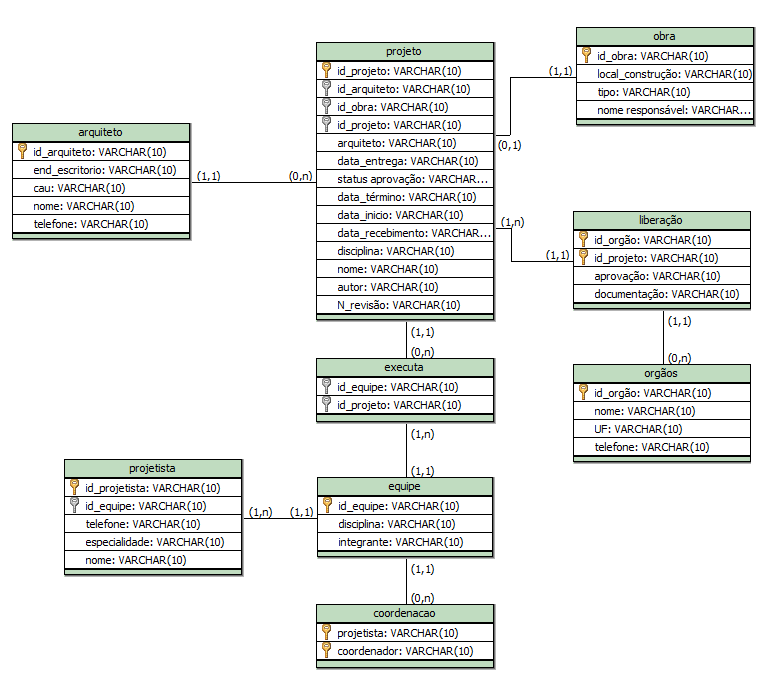 projeto
id_projeto: VARCHAR(10)
id_arquiteto: VARCHAR(10)
id_obra: VARCHAR(10)
id_projeto: VARCHAR(10)
arquiteto: VARCHAR(10)
data_entrega: VARCHAR(10)
status aprovação: VARCHAR...
data_término: VARCHAR(10)
data_inicio: VARCHAR(10)
data_recebimento: VARCHAR...
disciplina: VARCHAR(10)
nome: VARCHAR(10)
autor: VARCHAR(10)
N_revisão: VARCHAR(10)
obra
id_obra: VARCHAR(10)
local_construção: VARCHAR(10)
tipo: VARCHAR(10)
nome responsável: VARCHAR...
(1,1)
(0,1)
arquiteto
id_arquiteto: VARCHAR(10)
end_escritorio: VARCHAR(10)
cau: VARCHAR(10)
nome: VARCHAR(10)
telefone: VARCHAR(10)
(1,1)
(0,n)
liberação
id_orgão: VARCHAR(10)
id_projeto: VARCHAR(10)
aprovação: VARCHAR(10)
documentação: VARCHAR(10)
(1,n)
(1,1)
(1,1)
(0,n)
orgãos
id_orgão: VARCHAR(10)
nome: VARCHAR(10)
UF: VARCHAR(10)
telefone: VARCHAR(10)
(1,1)
(0,n)
executa
id_equipe: VARCHAR(10)
id_projeto: VARCHAR(10)
(1,n)
(1,1)
projetista
id_projetista: VARCHAR(10)
id_equipe: VARCHAR(10)
telefone: VARCHAR(10)
especialidade: VARCHAR(10)
nome: VARCHAR(10)
(1,n)
(1,1)
equipe
id_equipe: VARCHAR(10)
disciplina: VARCHAR(10)
integrante: VARCHAR(10)
(1,1)
(0,n)
coordenacao
projetista: VARCHAR(10)
coordenador: VARCHAR(10)